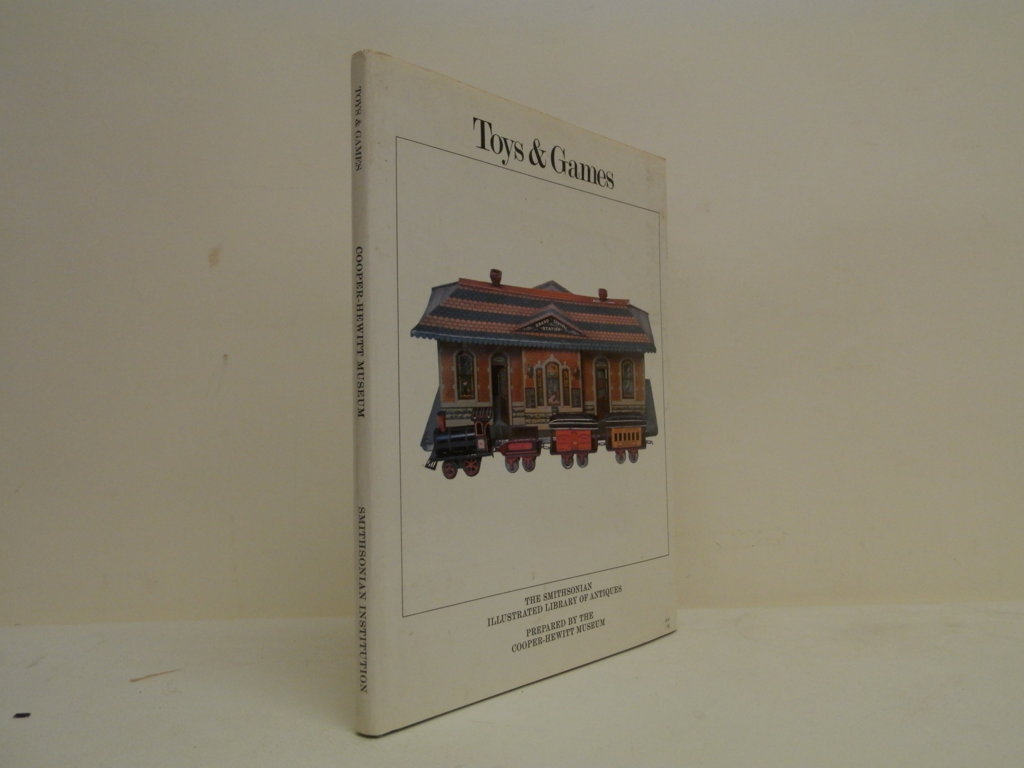 TOYS & GAMES
COOPER-HEWITT MUSEUM
SMITHSONIAN INSTITUTION
Toys & Games
STATION
THE SMITHSONIAN
ILLUSTRATED LIBRARY OF ANTIQUES
PREPARED BY THE
COOPER-HEWITT MUSEUM